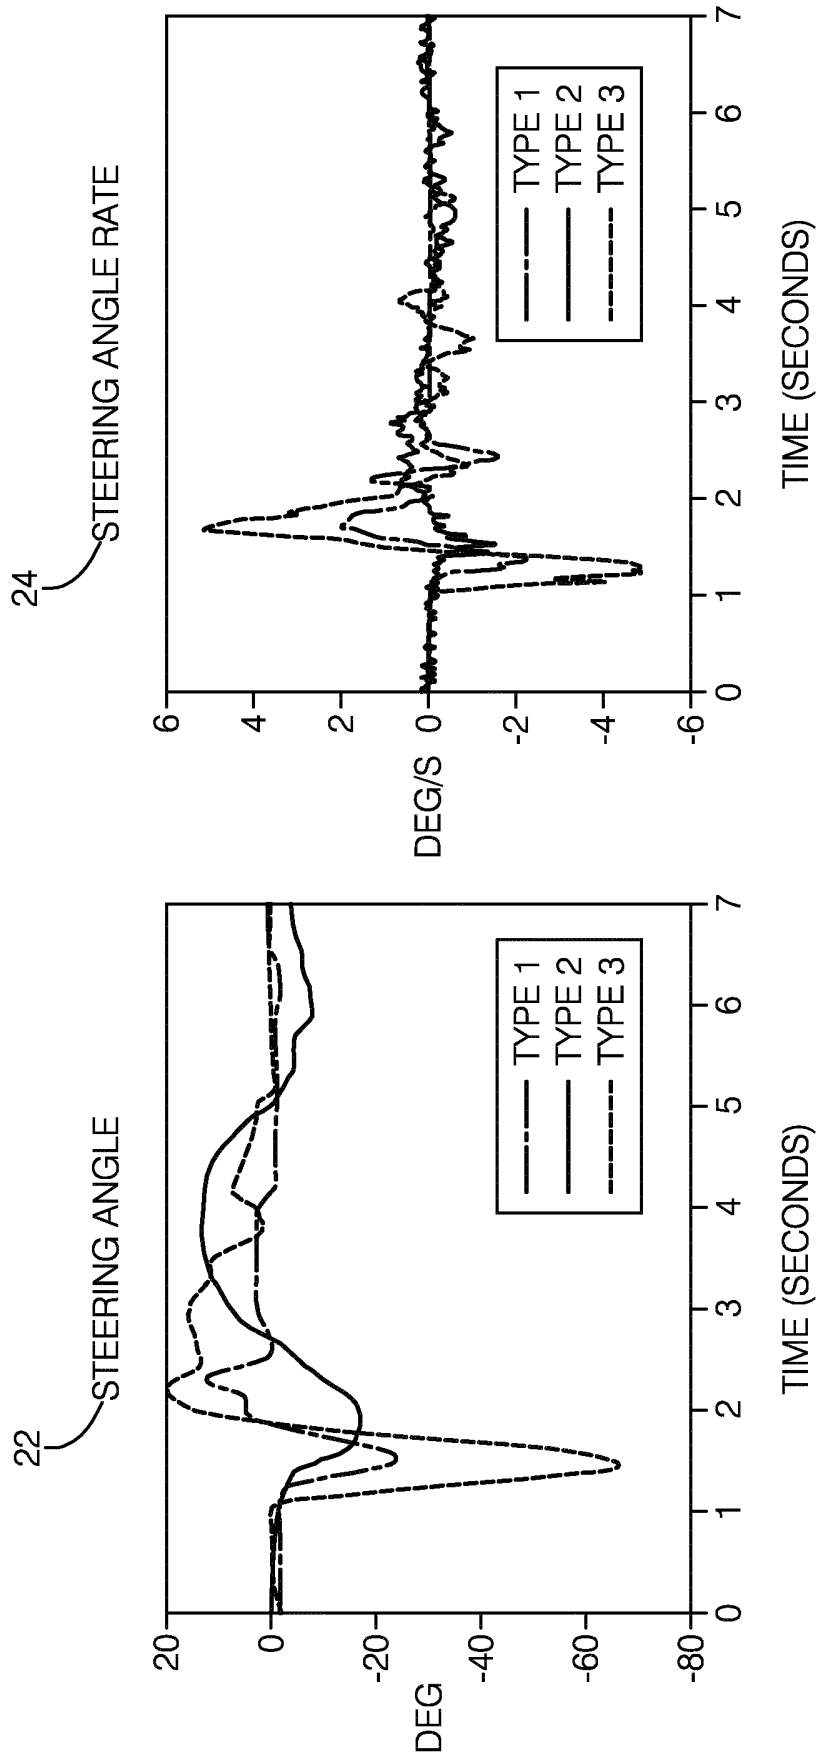 22
STEERING ANGLE
20
0
-20
-40
-60
-80
DEG
0 1 2 3 4 5 6 7
TIME (SECONDS)
TYPE 1
TYPE 2
TYPE 3
24
STEERING ANGLE RATE
6
4
2
0
-2
-4
-6
DEG/S
0 1 2 3 4 5 6 7
TIME (SECONDS)
TYPE 1
TYPE 2
TYPE 3